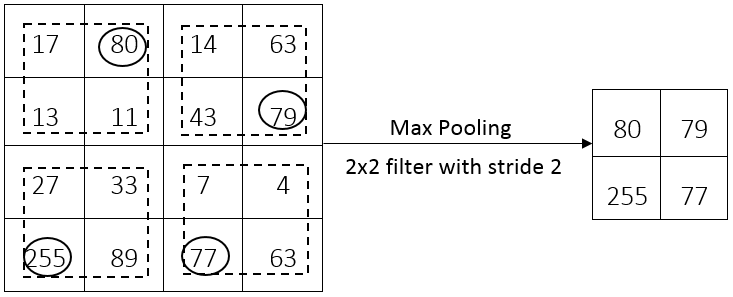 17 80 14 63
13 11 43 79
27 33 7 4
255 89 77 63
Max Pooling
2x2 filter with stride 2
80 79
255 77